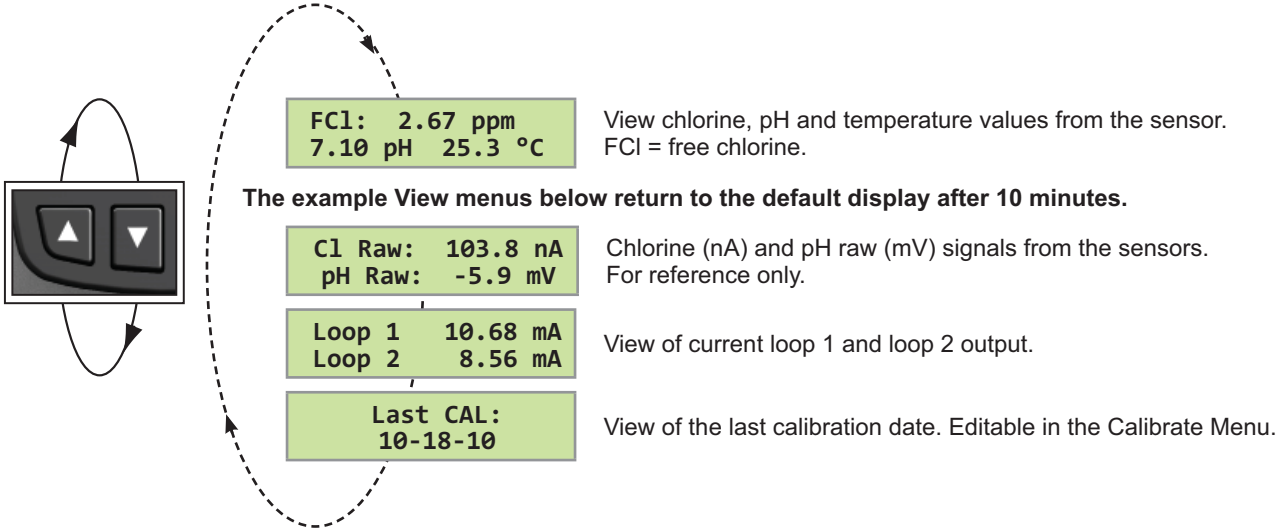 FCl: 2.67 ppm
7.10 pH 25.3 °C
View chlorine, pH and temperature values from the sensor.
FCl = free chlorine.
The example View menus below return to the default display after 10 minutes.
Cl Raw: 103.8 nA
pH Raw: -5.9 mV
Chlorine (nA) and pH raw (mV) signals from the sensors.
For reference only.
Loop 1 10.68 mA
Loop 2 8.56 mA
View of current loop 1 and loop 2 output.
Last CAL:
10-18-10
View of the last calibration date. Editable in the Calibrate Menu.